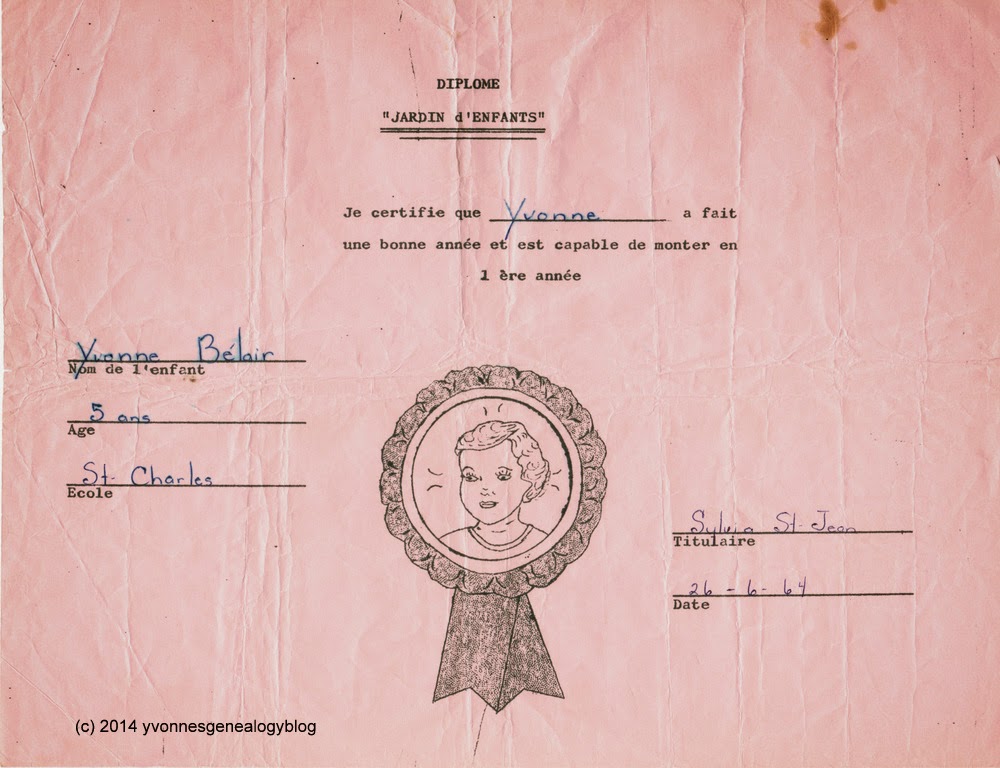 DIPLOME
"JARDIN d'ENFANTS"
Je certifie que Yvonne a fait
une bonne année et est capable de monter en
1 ère année
Yvonne Bélair
Nom de l'enfant
5 ans
Age
St- Charles
Ecole
Sylvia St-Jean
Titulaire
26 - 6 - 64
Date
(c) 2014 yvonnesgenealogyblog